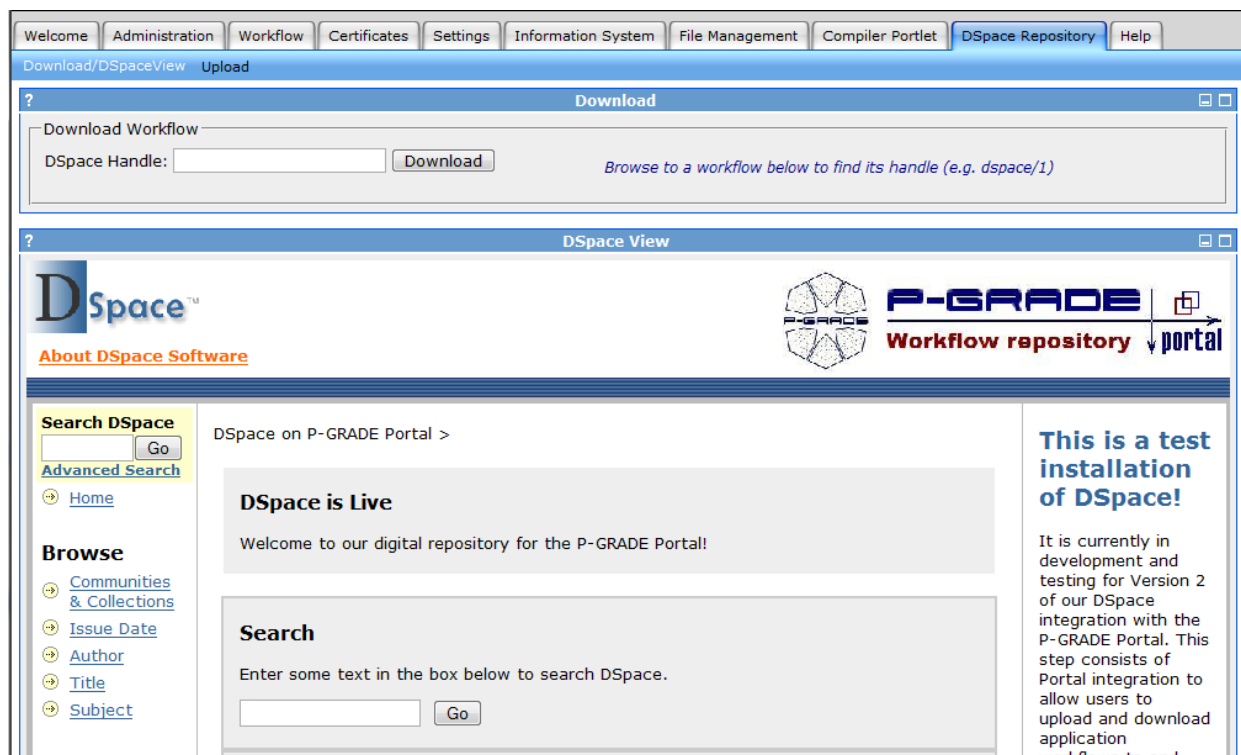 Welcome Administration Workflow Certificates Settings Information System File Management Compiler Portlet DSpace Repository Help
Download/DSpaceView Upload
? Download
Download Workflow
DSpace Handle: Download Browse to a workflow below to find its handle (e.g. dspace/1)
? DSpace View
DSpace™
About DSpace Software
P-GRADE
P-GRADE
Workflow repository portal
Search DSpace
Go
Advanced Search
Home
Browse
Communities
& Collections
Issue Date
Author
Title
Subject
DSpace on P-GRADE Portal >
DSpace is Live
Welcome to our digital repository for the P-GRADE Portal!
Search
Enter some text in the box below to search DSpace.
Go
This is a test
installation
of DSpace!
It is currently in
development and
testing for Version 2
of our DSpace
integration with the
P-GRADE Portal. This
step consists of
Portal integration to
allow users to
upload and download
application